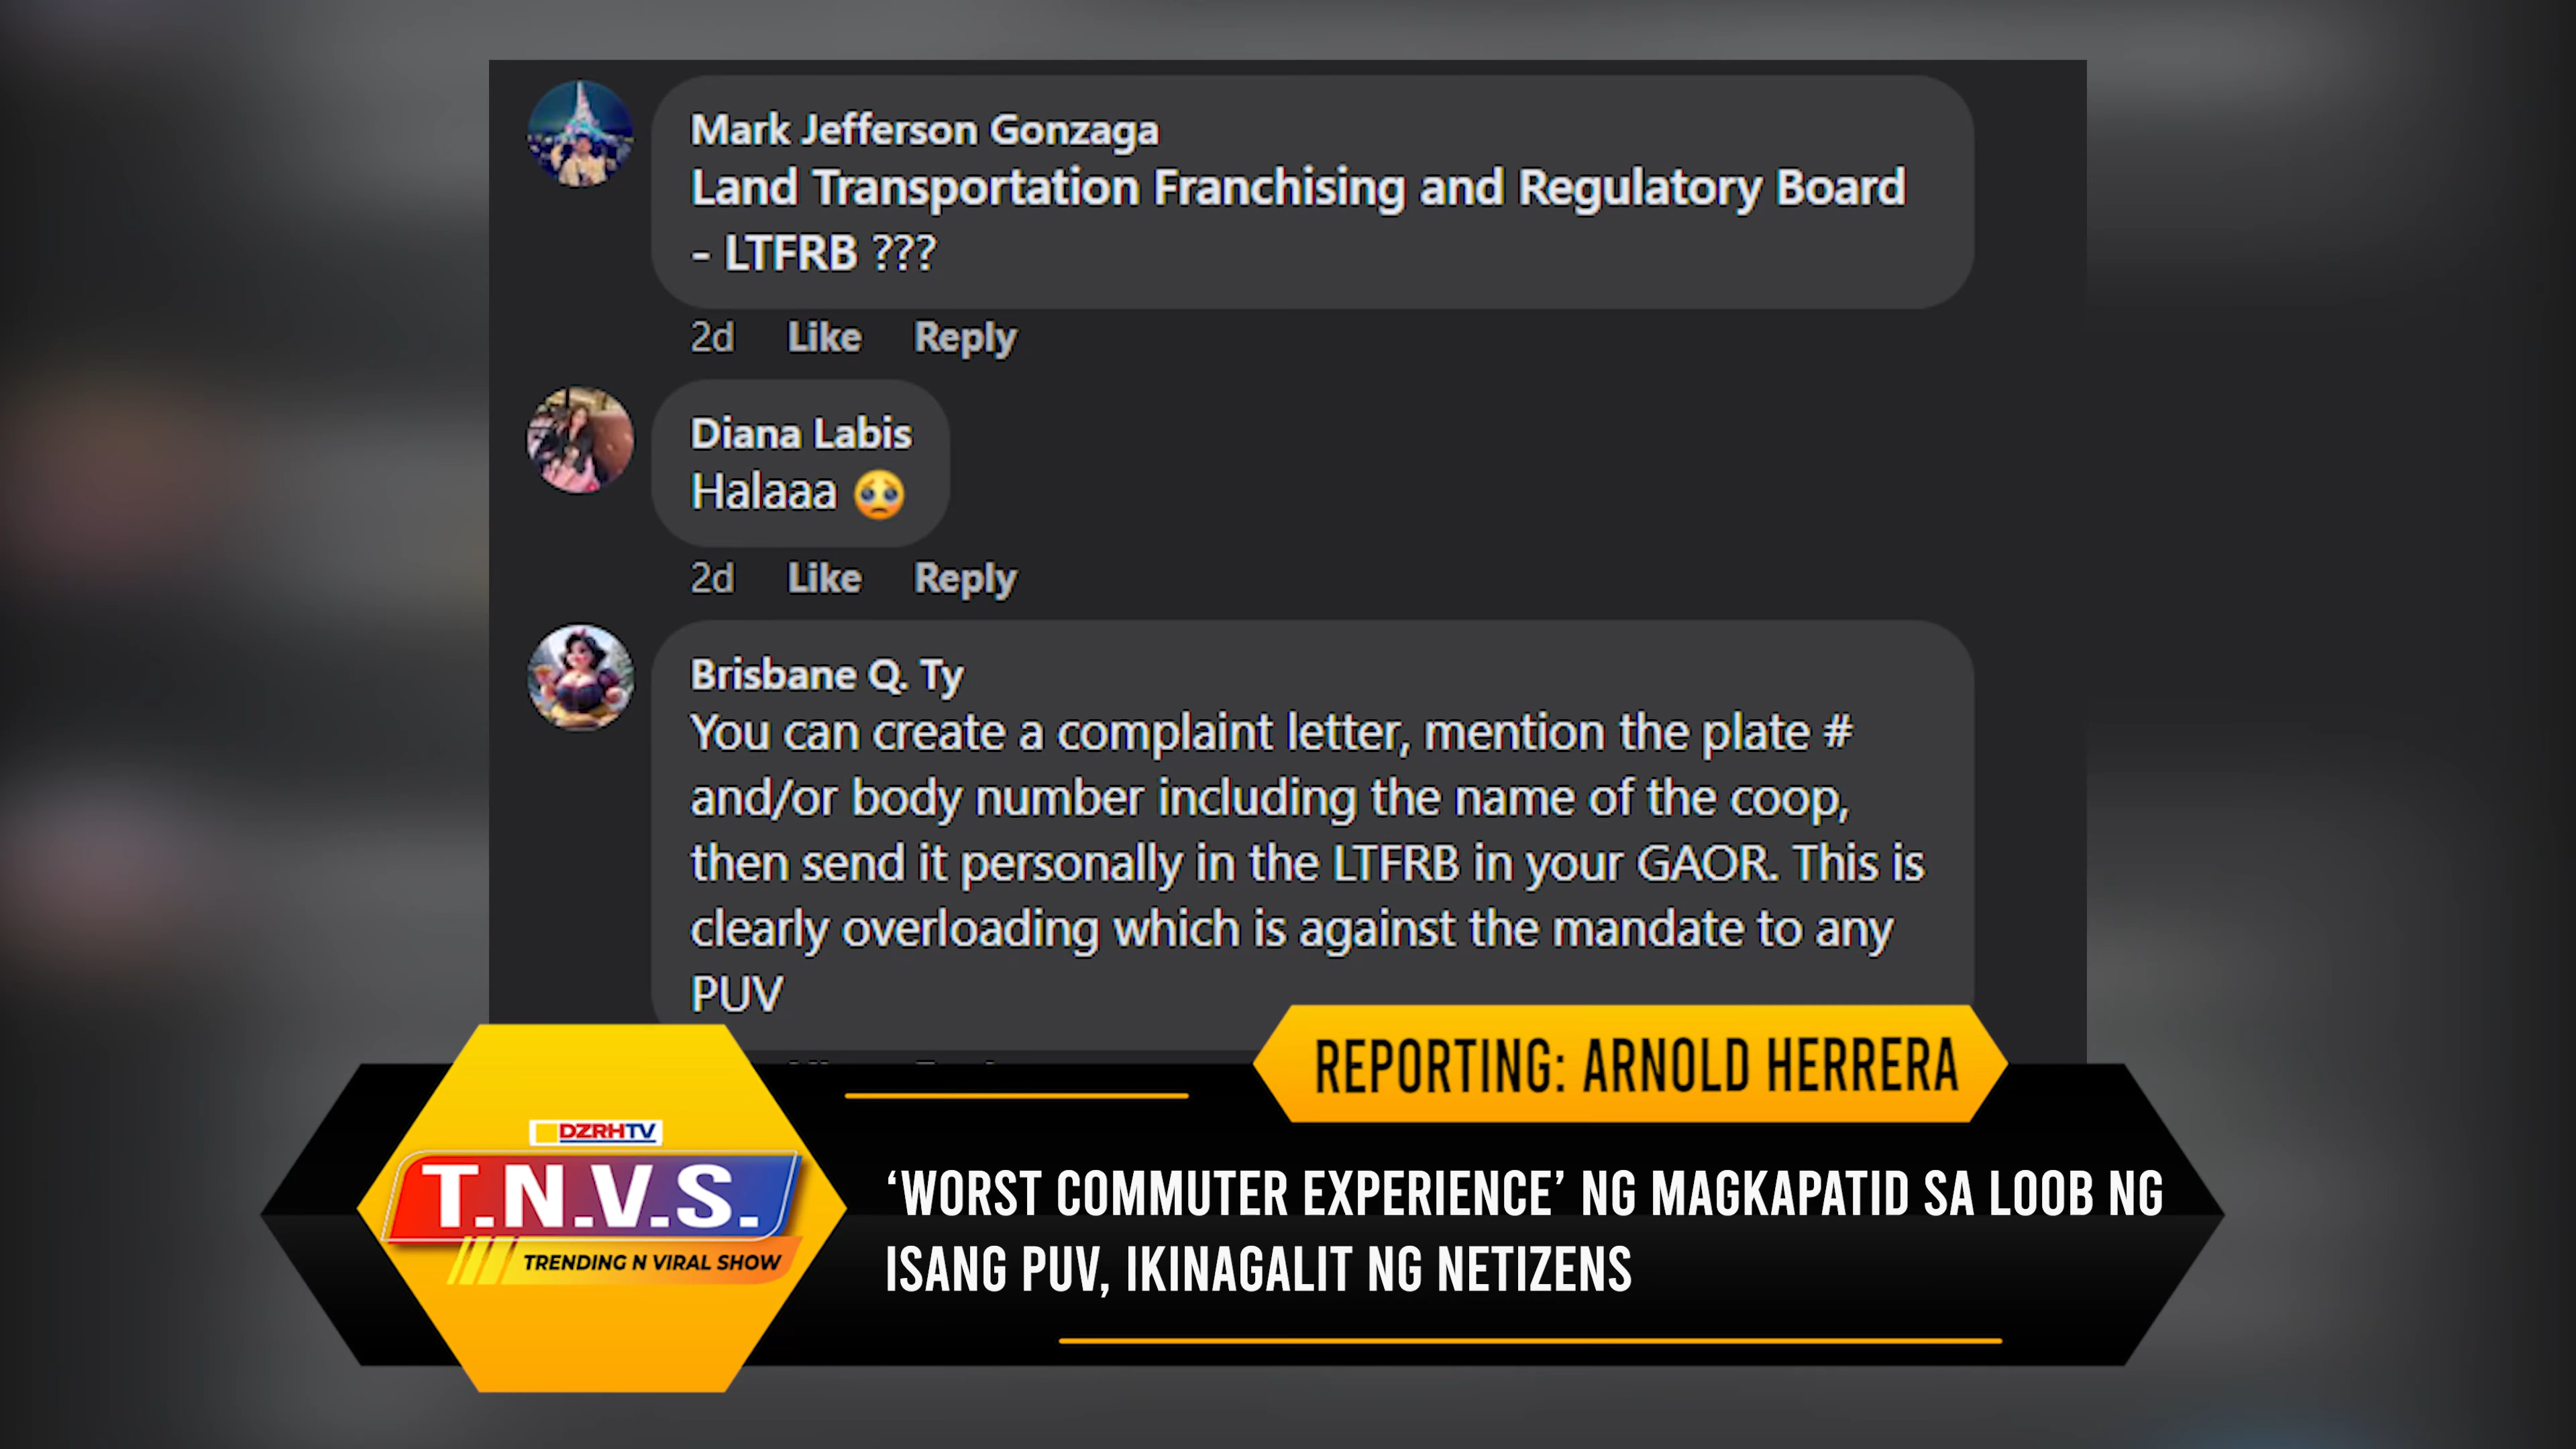 Mark Jefferson Gonzaga
Land Transportation Franchising and Regulatory Board
- LTFRB ???
2d Like Reply
Diana Labis
Halaaa 🥺
2d Like Reply
Brisbane Q. Ty
You can create a complaint letter, mention the plate #
and/or body number including the name of the coop,
then send it personally in the LTFRB in your GAOR. This is
clearly overloading which is against the mandate to any
PUV
REPORTING: ARNOLD HERRERA
DZRHTV
T.N.V.S.
TRENDING N VIRAL SHOW
‘WORST COMMUTER EXPERIENCE’ NG MAGKAPATID SA LOOB NG
ISANG PUV, IKINAGALIT NG NETIZENS